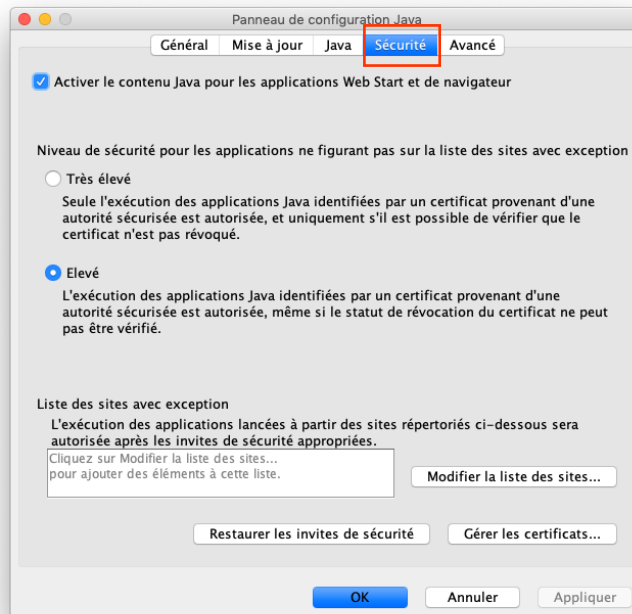 Panneau de configuration Java
Général Mise à jour Java Sécurité Avancé
Activer le contenu Java pour les applications Web Start et de navigateur
Niveau de sécurité pour les applications ne figurant pas sur la liste des sites avec exception
Très élevé
Seule l'exécution des applications Java identifiées par un certificat provenant d'une
autorité sécurisée est autorisée, et uniquement s'il est possible de vérifier que le
certificat n'est pas révoqué.
Elevé
L'exécution des applications Java identifiées par un certificat provenant d'une
autorité sécurisée est autorisée, même si le statut de révocation du certificat ne peut
pas être vérifié.
Liste des sites avec exception
L'exécution des applications lancées à partir des sites répertoriés ci-dessous sera
autorisée après les invites de sécurité appropriées.
Cliquez sur Modifier la liste des sites...
pour ajouter des éléments à cette liste.
Modifier la liste des sites...
Restaurer les invites de sécurité Gérer les certificats...
OK Annuler Appliquer